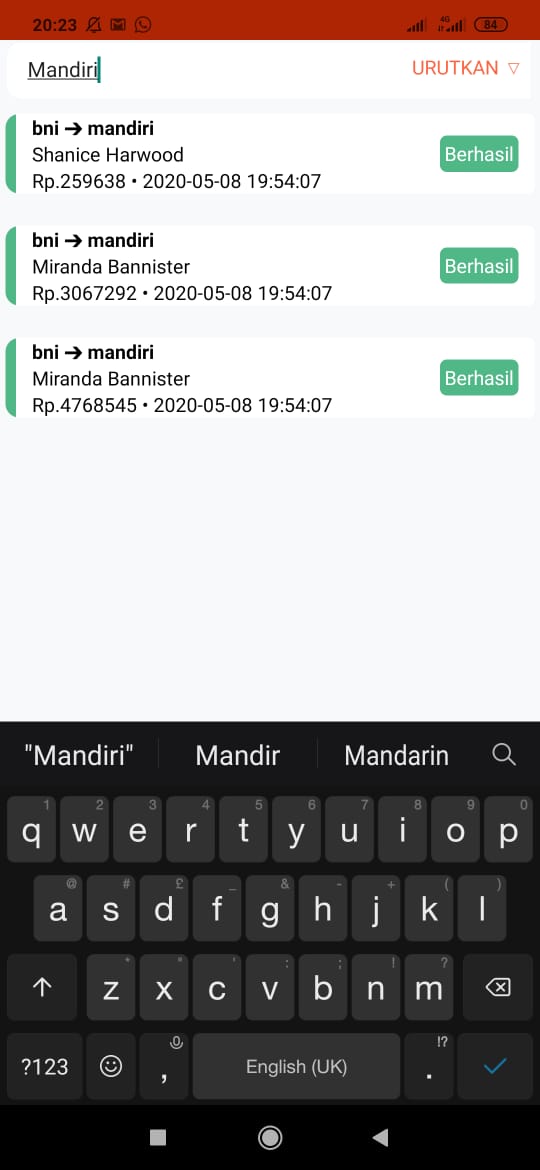 20:23 4G 84
Mandiri URUTKAN ▽
bni ➔ mandiri
Shanice Harwood
Rp.259638 • 2020-05-08 19:54:07
Berhasil
bni ➔ mandiri
Miranda Bannister
Rp.3067292 • 2020-05-08 19:54:07
Berhasil
bni ➔ mandiri
Miranda Bannister
Rp.4768545 • 2020-05-08 19:54:07
Berhasil
"Mandiri" Mandir Mandarin
1 2 3 4 5 6 7 8 9 0
q w e r t y u i o p
@ # £ _ & - + ( )
a s d f g h j k l
* " ' : ; ! ?
z x c v b n m
!?
?123 , English (UK) .